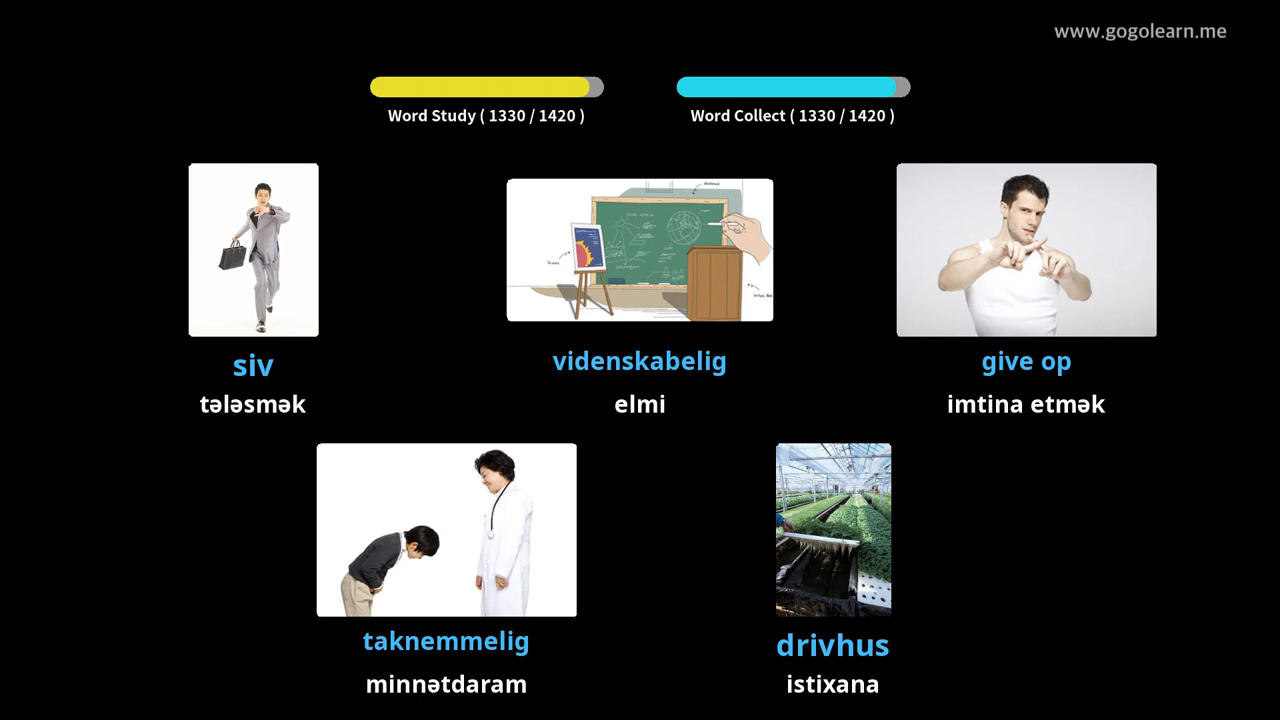 www.gogolearn.me
Word Study ( 1330 / 1420 )
Word Collect ( 1330 / 1420 )
siv
tələsmək
videnskabelig
elmi
give op
imtina etmək
taknemmelig
minnətdaram
drivhus
istixana